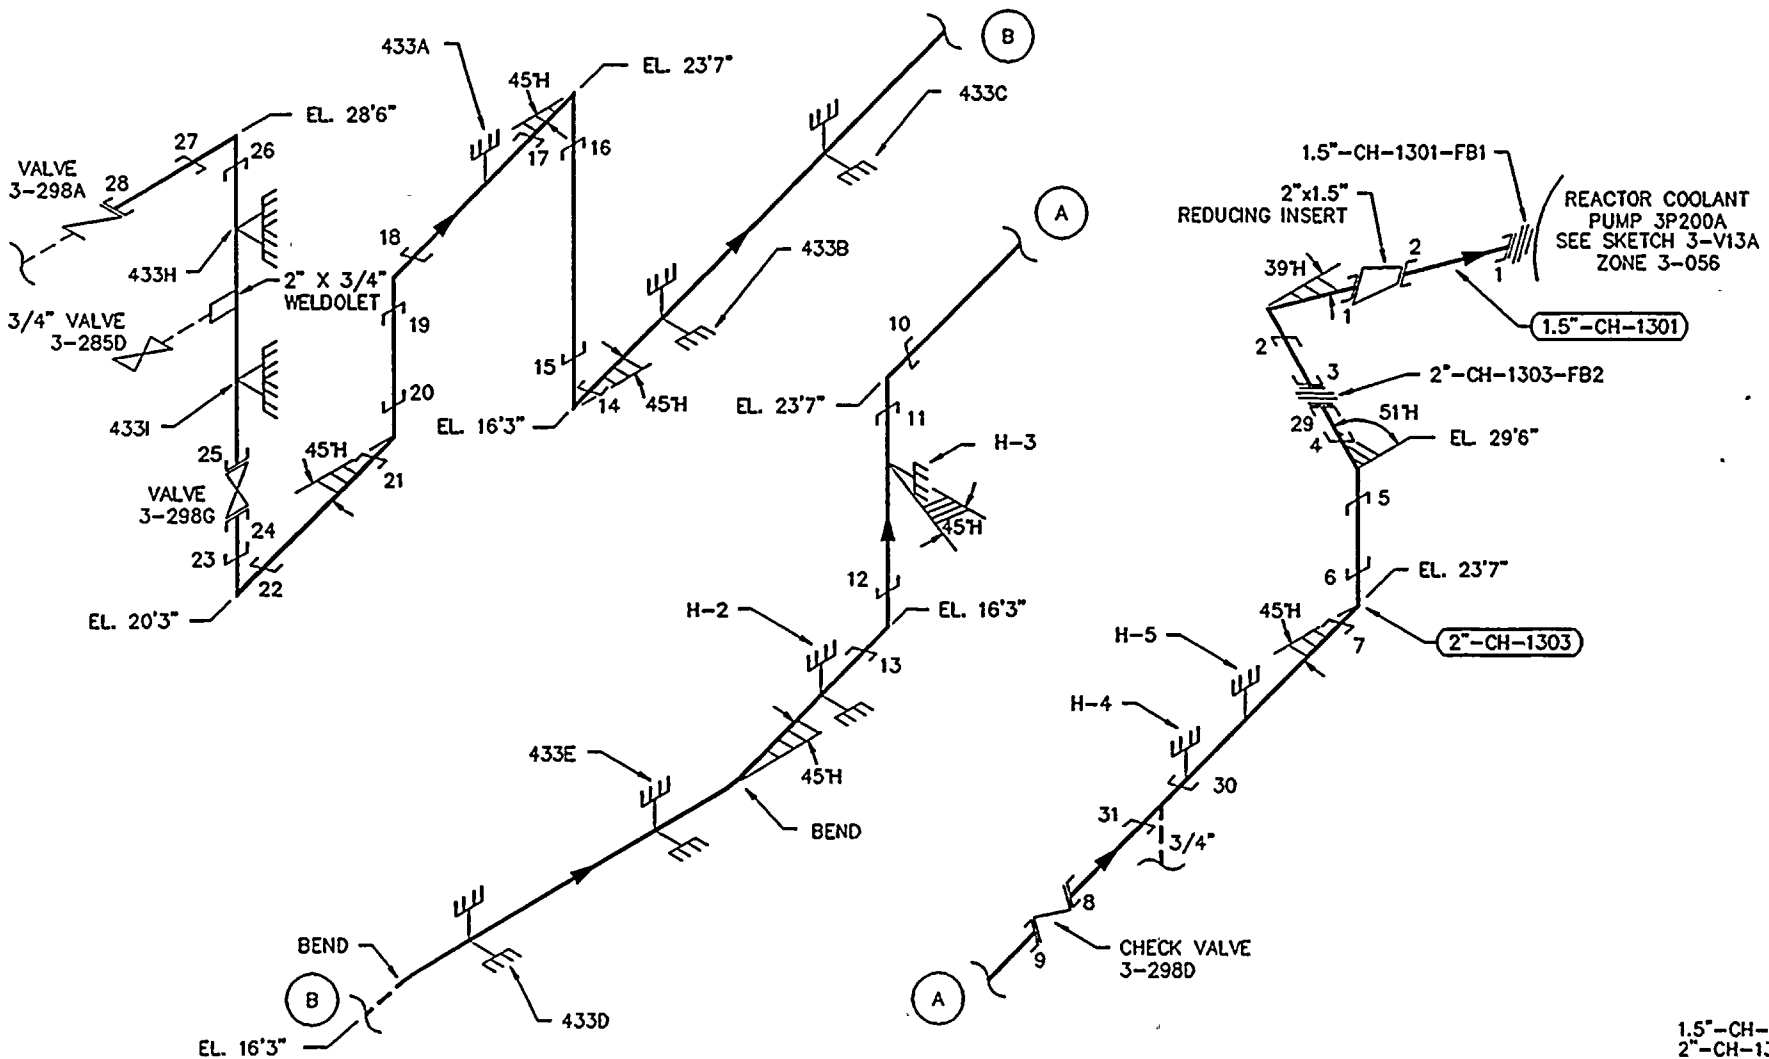 433A
45°H
EL. 23'7"
B
433C
EL. 28'6"
27
26
VALVE
3-298A
28
17
16
1.5"-CH-1301-FB1
2"x1.5"
REDUCING INSERT
REACTOR COOLANT
PUMP 3P200A
SEE SKETCH 3-V13A
ZONE 3-056
A
18
433B
433H
2" X 3/4"
WELDOLET
3/4" VALVE
3-285D
39°H
2
1
1
1.5"-CH-1301
19
10
2
3
2"-CH-1303-FB2
15
20
14
45°H
EL. 23'7"
11
433I
EL. 16'3"
29
51°H
4
EL. 29'6"
H-3
25
45°H
21
VALVE
3-298G
5
45°H
24
23
22
12
6
EL. 23'7"
EL. 20'3"
H-2
EL. 16'3"
45°H
7
2"-CH-1303
13
H-5
H-4
433E
45°H
30
BEND
31
3/4"
8
BEND
9
CHECK VALVE
3-298D
B
A
433D
EL. 16'3"
1.5"-CH-
2"-CH-13